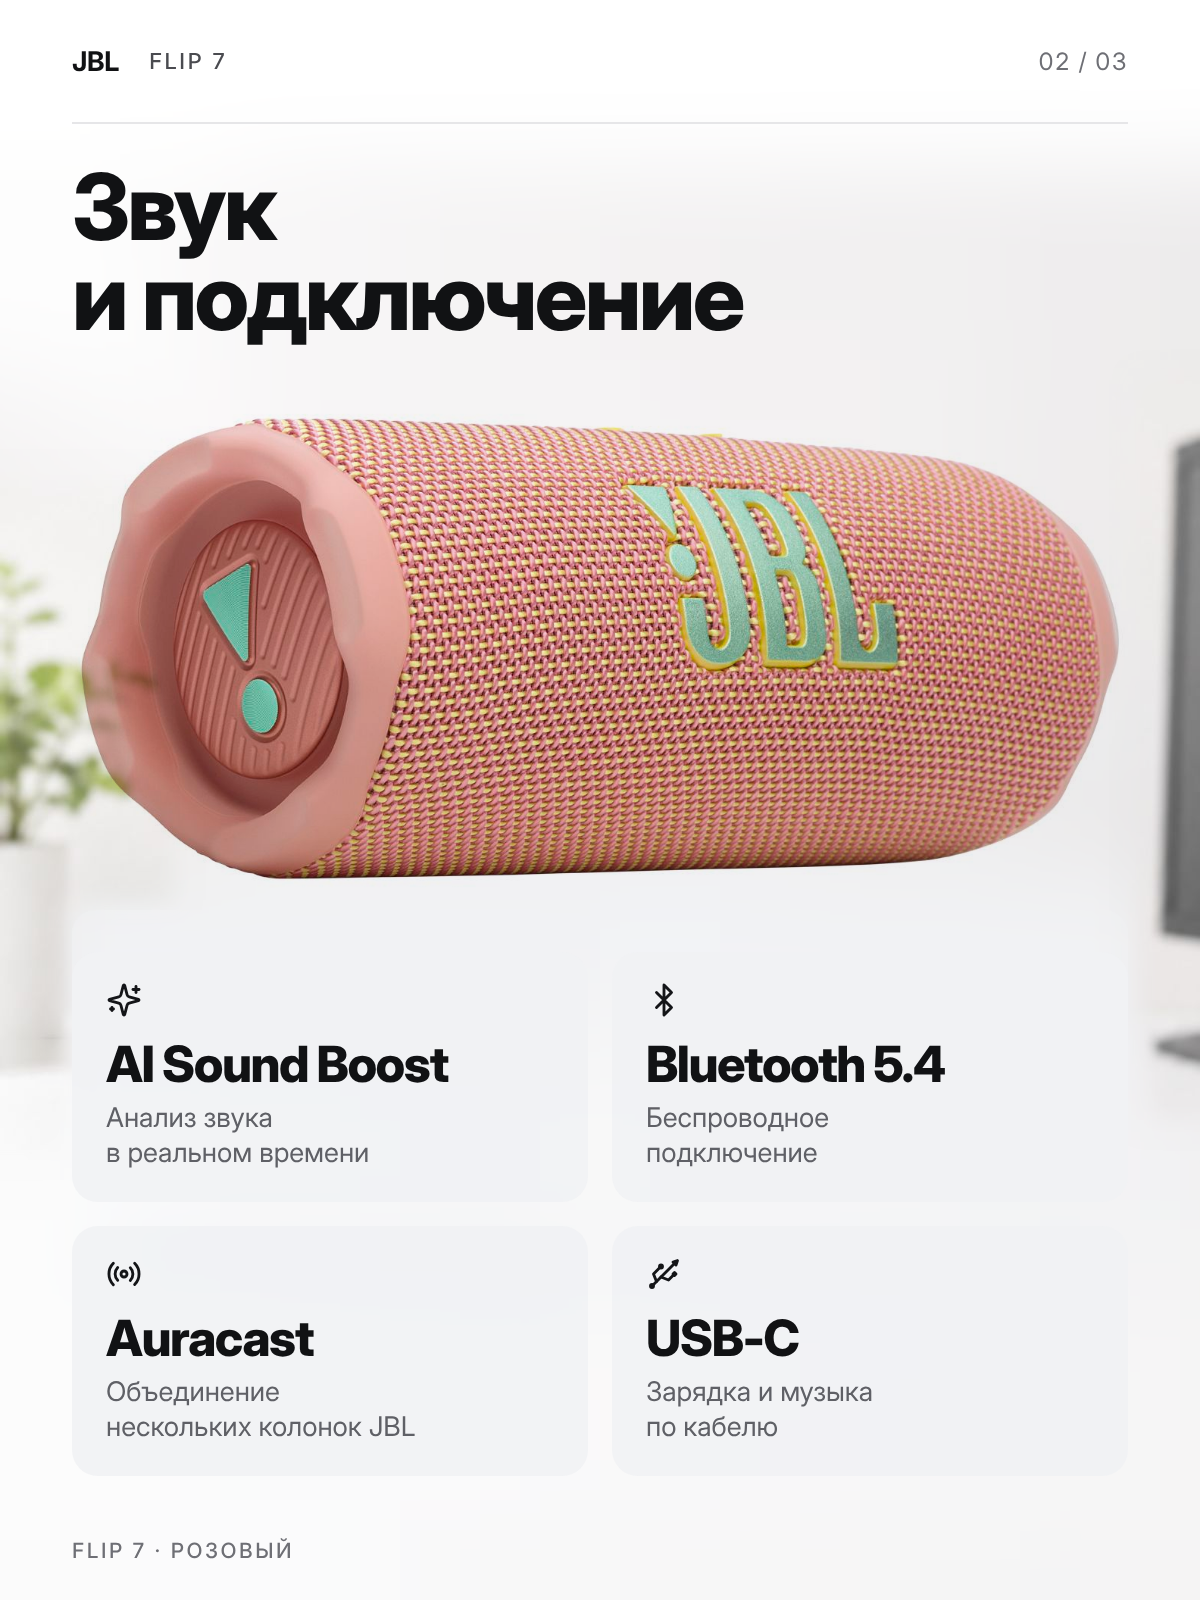 JBL FLIP 7 02 / 03
Звук
и подключение
JBL
AI Sound Boost
Анализ звука
в реальном времени
Bluetooth 5.4
Беспроводное
подключение
Auracast
Объединение
нескольких колонок JBL
USB-C
Зарядка и музыка
по кабелю
FLIP 7 · РОЗОВЫЙ